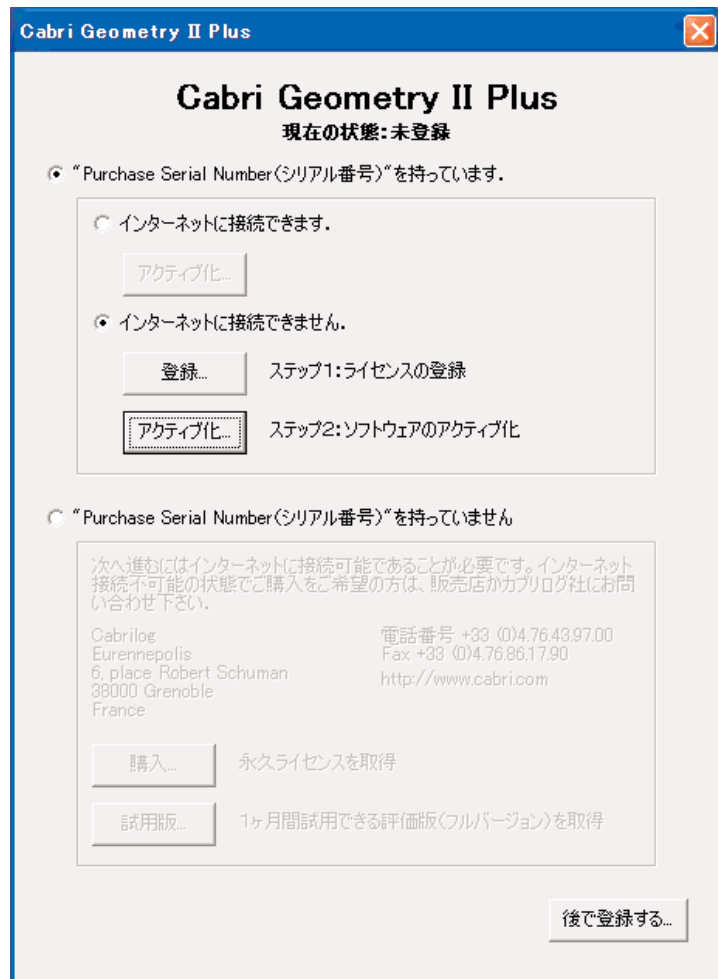 Cabri Geometry II Plus
Cabri Geometry II Plus
現在の状態:未登録
“Purchase Serial Number(シリアル番号)”を持っています.
インターネットに接続できます.
アクティブ化...
インターネットに接続できません.
登録...
ステップ1:ライセンスの登録
アクティブ化...
ステップ2:ソフトウェアのアクティブ化
“Purchase Serial Number(シリアル番号)”を持っていません
次へ進むにはインターネットに接続可能であることが必要です。インターネット
接続不可能の状態でご購入をご希望の方は、販売店かカブリログ社にお問
い合わせ下さい.
Cabrilog
Eurennepolis
6, place Robert Schuman
38000 Grenoble
France
電話番号 +33 (0)4.76.43.97.00
Fax +33 (0)4.76.86.17.90
http://www.cabri.com
購入...
永久ライセンスを取得
試用版...
1ヶ月間試用できる評価版(フルバージョン)を取得
後で登録する...